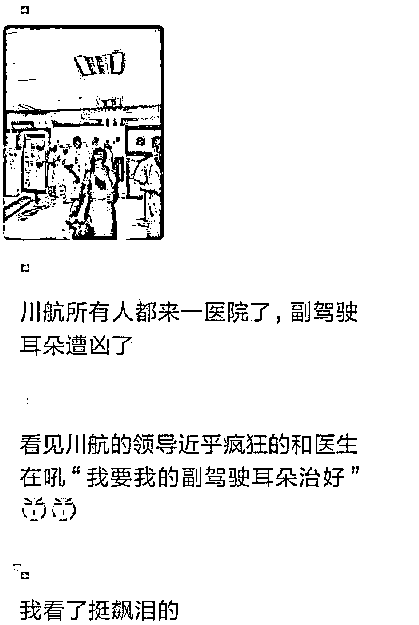 川航所有人都来一医院了，副驾驶
耳朵遭凶了
看见川航的领导近乎疯狂的和医生
在吼“我要我的副驾驶耳朵治好”
我看了挺飙泪的